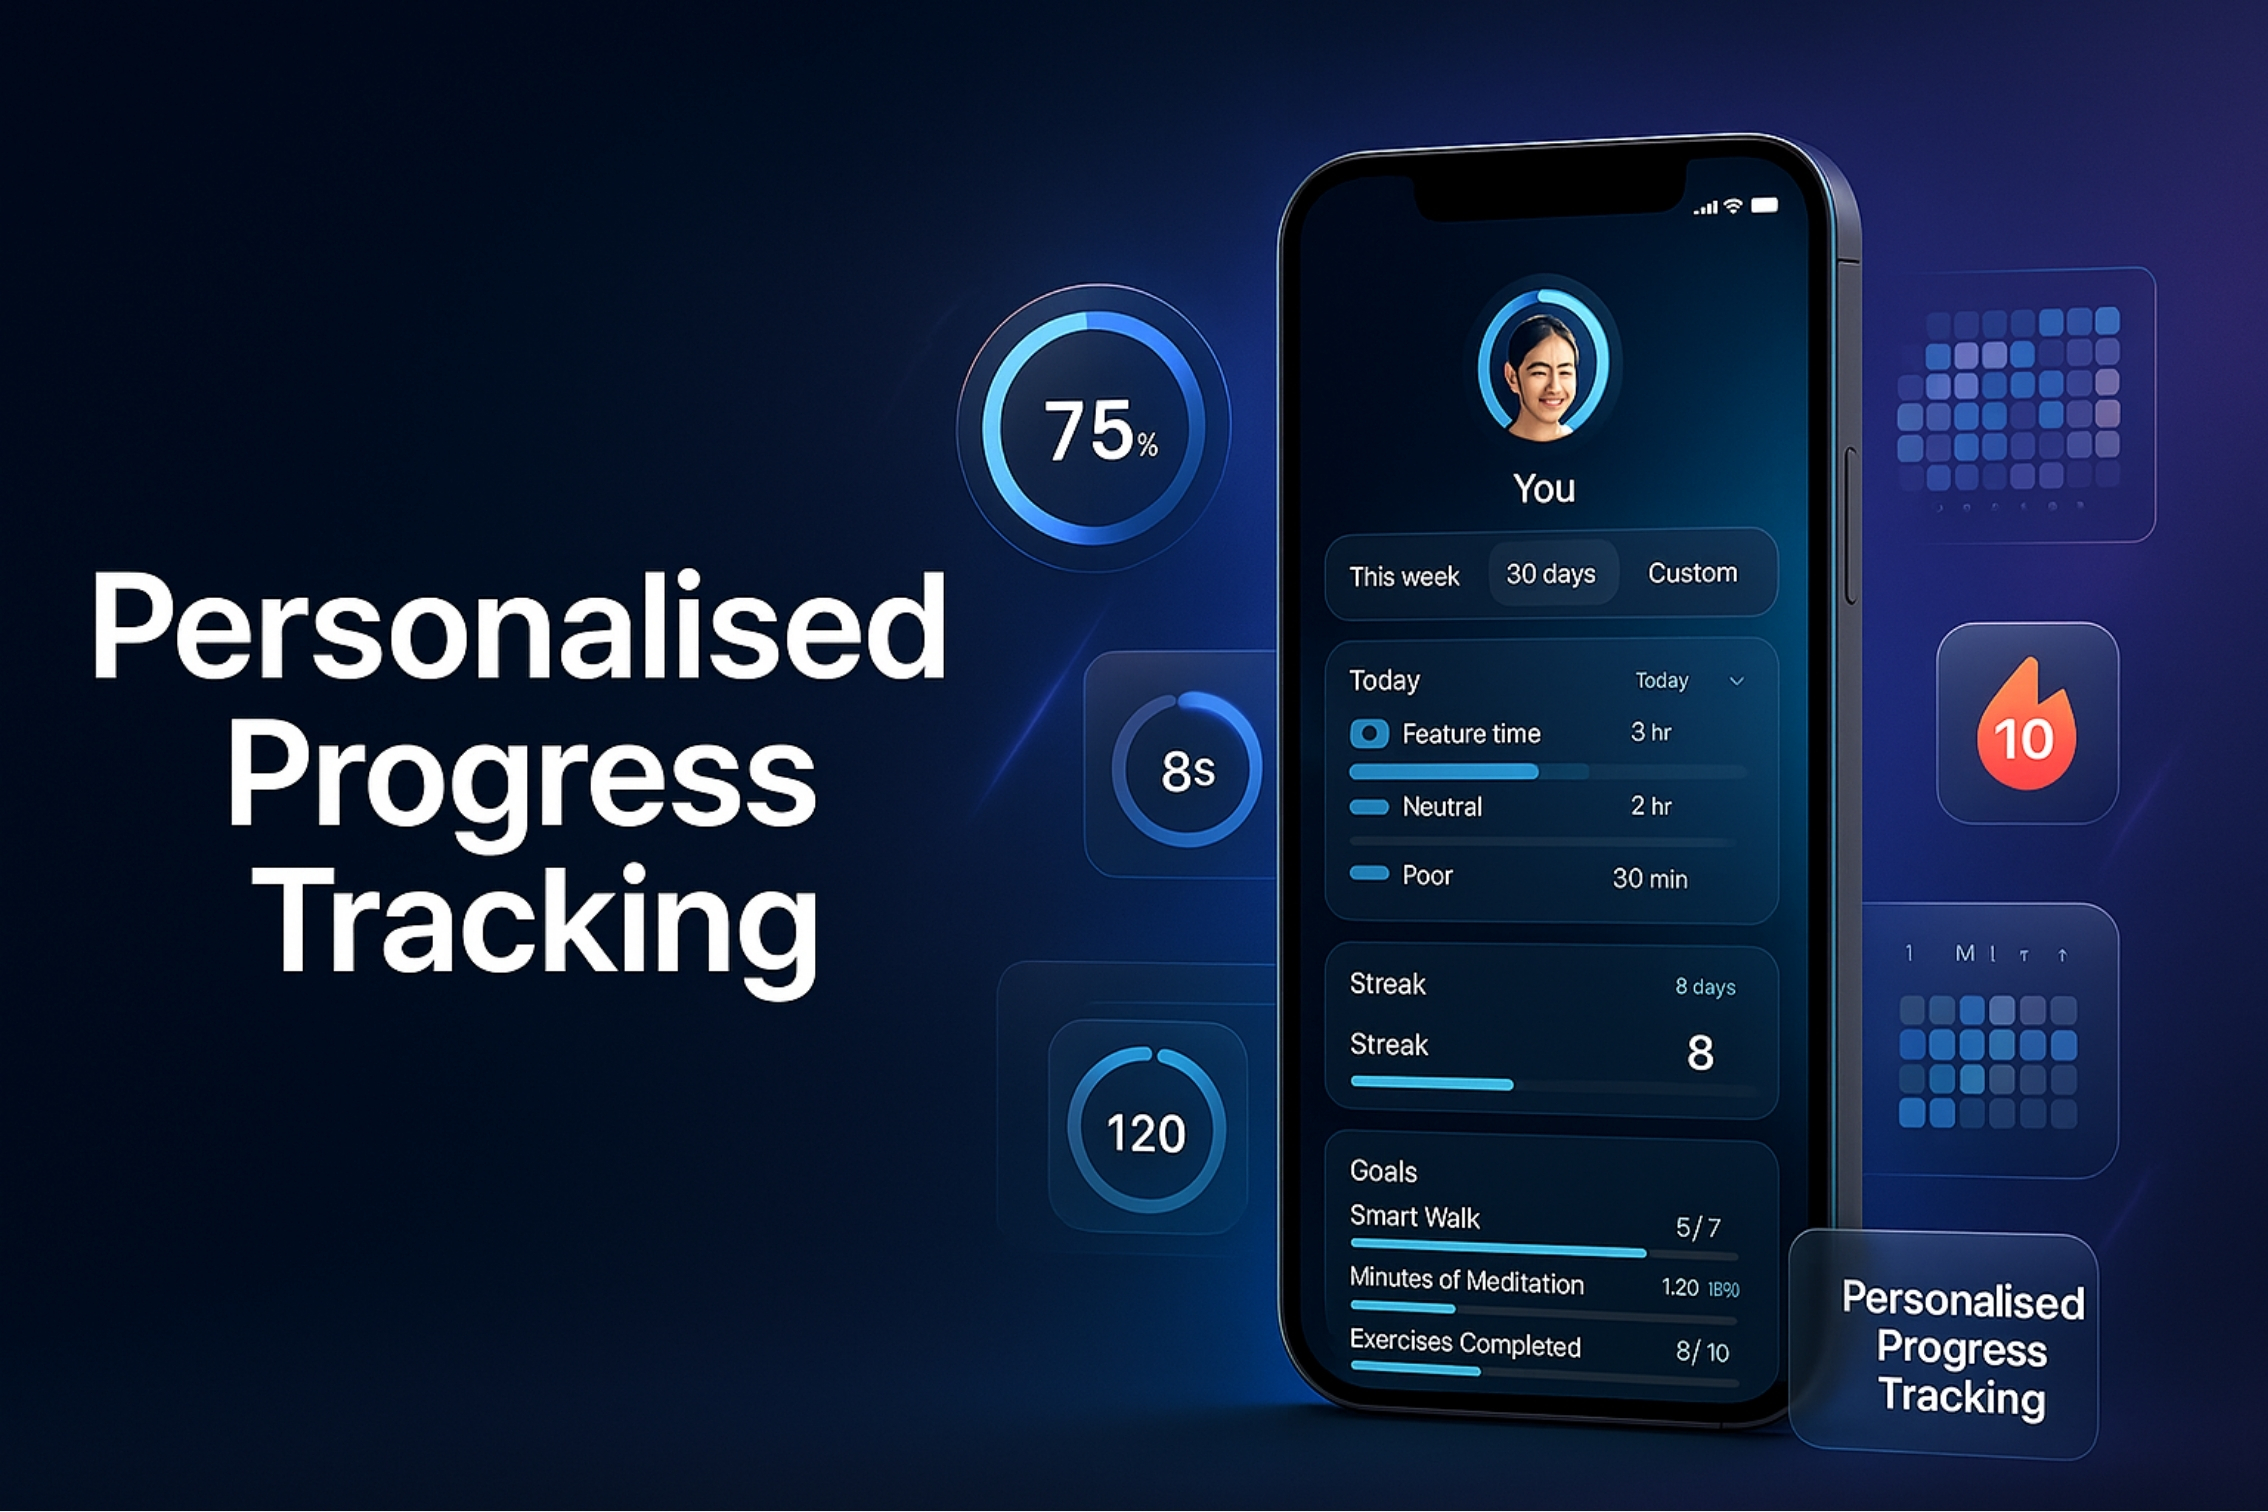 Personalised
Progress
Tracking
75%
8s
120
You
This week 30 days Custom
Today Today
Feature time 3 hr
Neutral 2 hr
Poor 30 min
Streak 8 days
Streak 8
Goals
Smart Walk 5/7
Minutes of Meditation 1.20
Exercises Completed 8/10
10
Personalised
Progress
Tracking